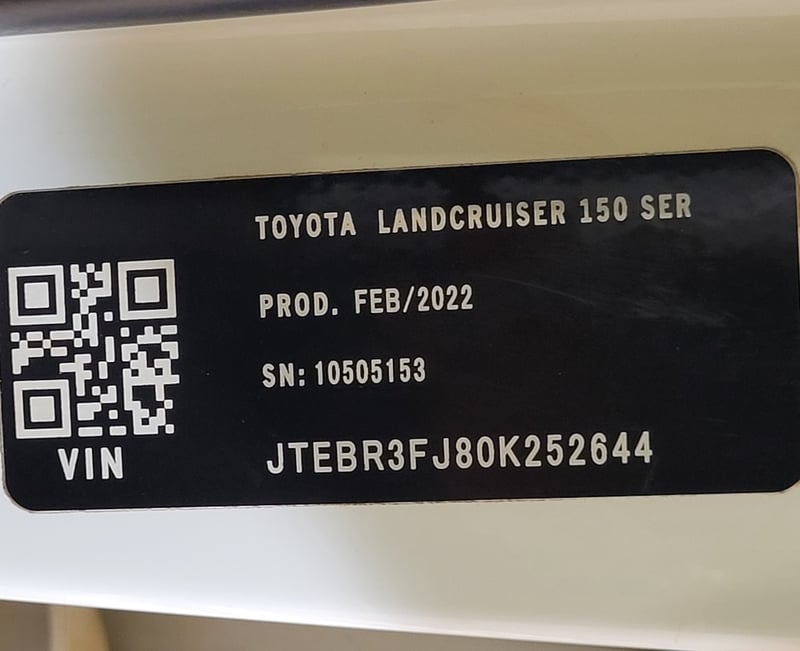 TOYOTA LANDCRUISER 150 SER
PROD. FEB/2022
SN: 10505153
VIN
JTEBR3FJ80K252644